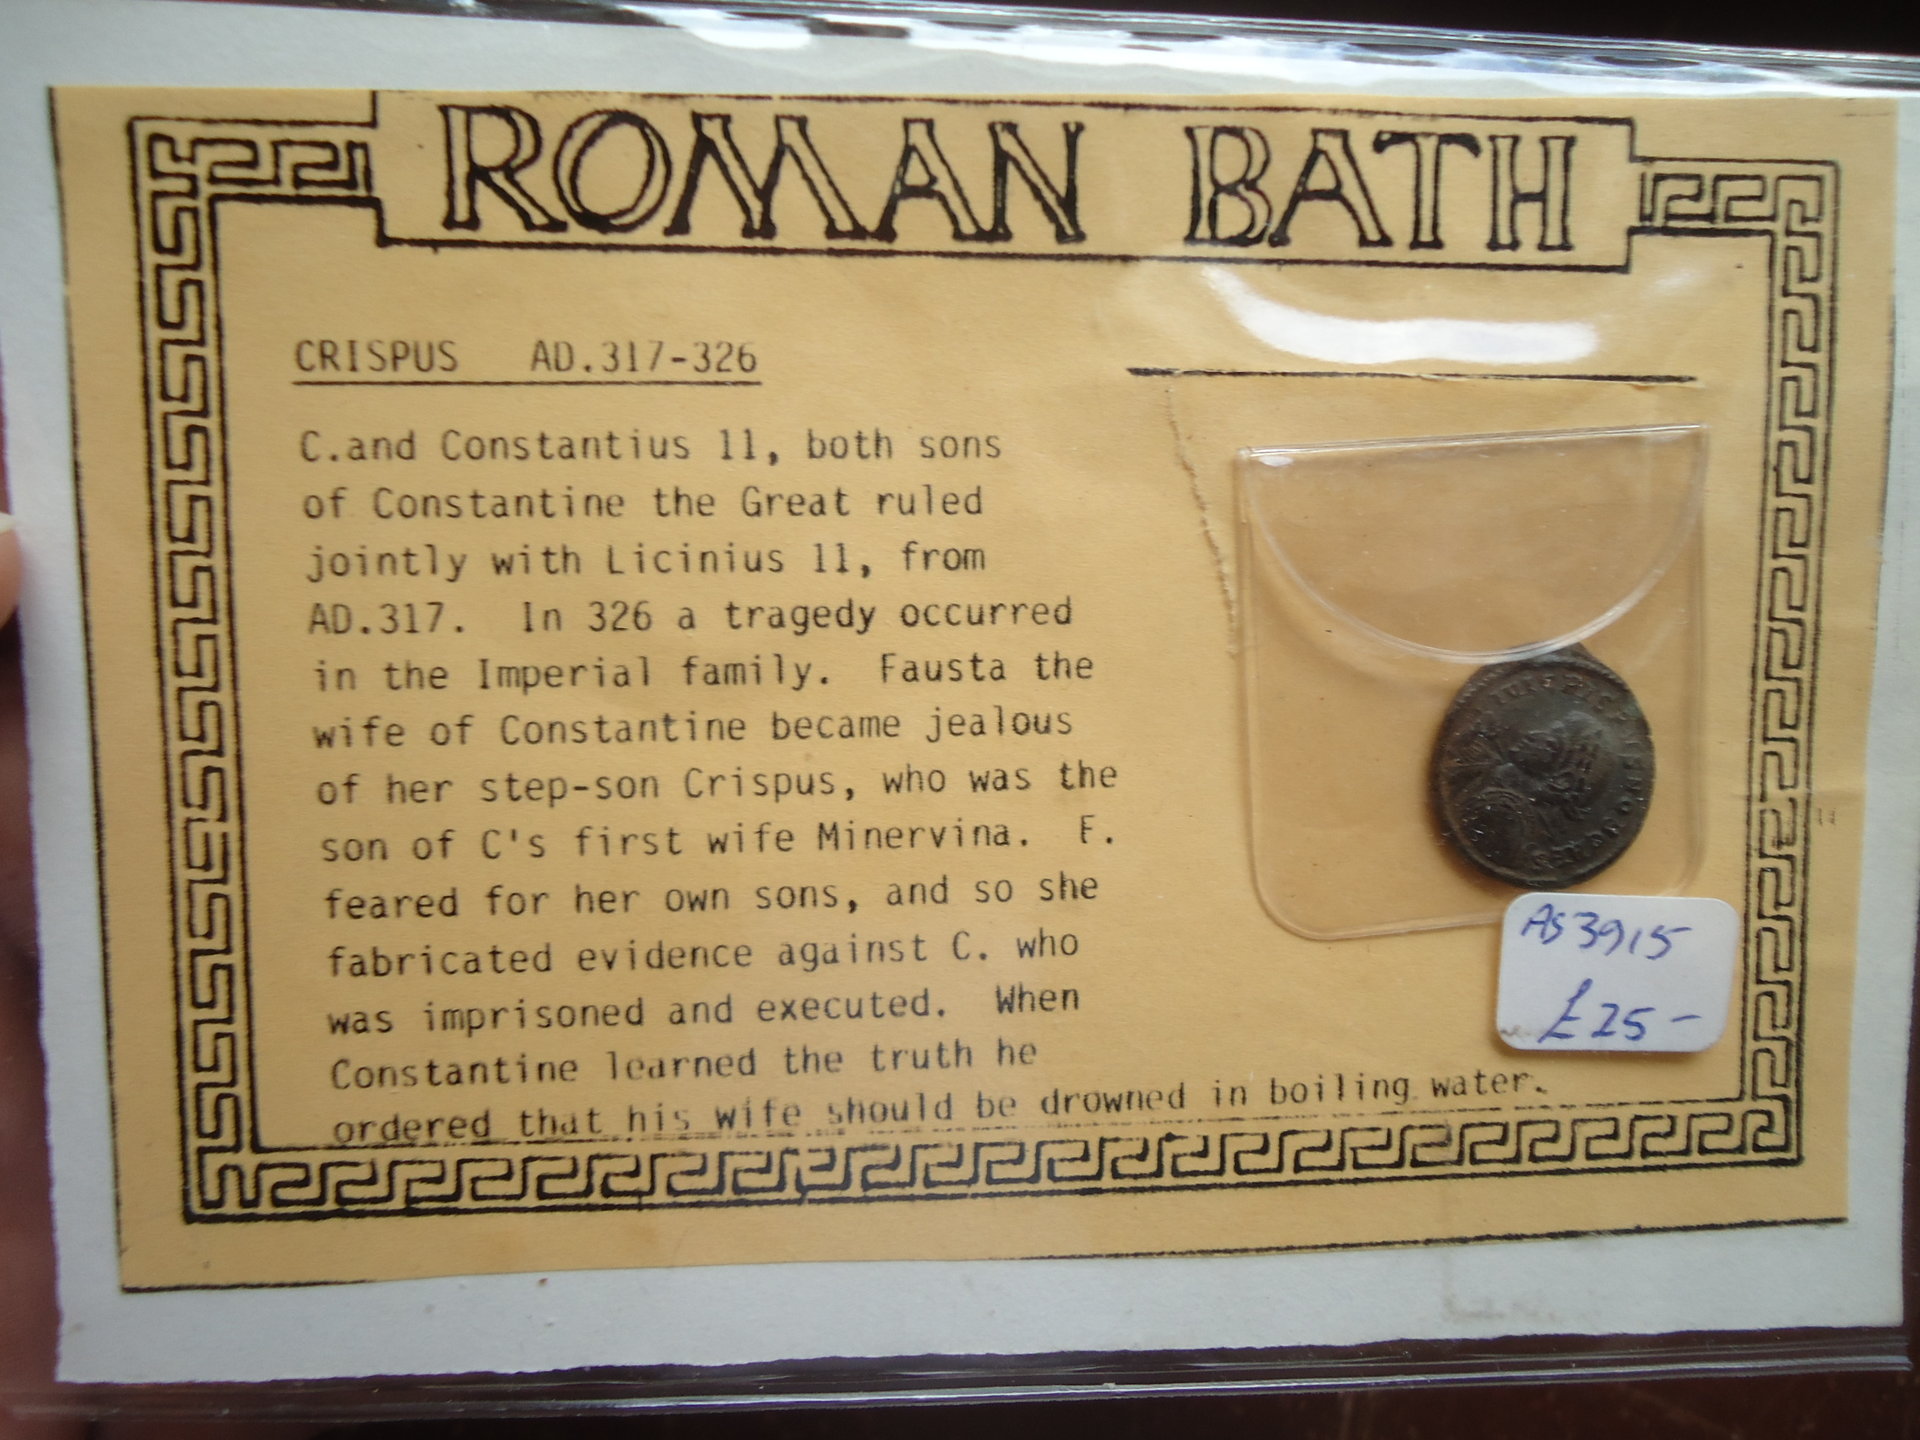 ROMAN BATH
CRISPUS AD.317-326
C.and Constantius 11, both sons
of Constantine the Great ruled
jointly with Licinius 11, from
AD.317. In 326 a tragedy occurred
in the Imperial family. Fausta the
wife of Constantine became jealous
of her step-son Crispus, who was the
son of C's first wife Minervina. F.
feared for her own sons, and so she
fabricated evidence against C. who
was imprisoned and executed. When
Constantine learned the truth he
ordered that his wife should be drowned in boiling water.
AS3915
£25-